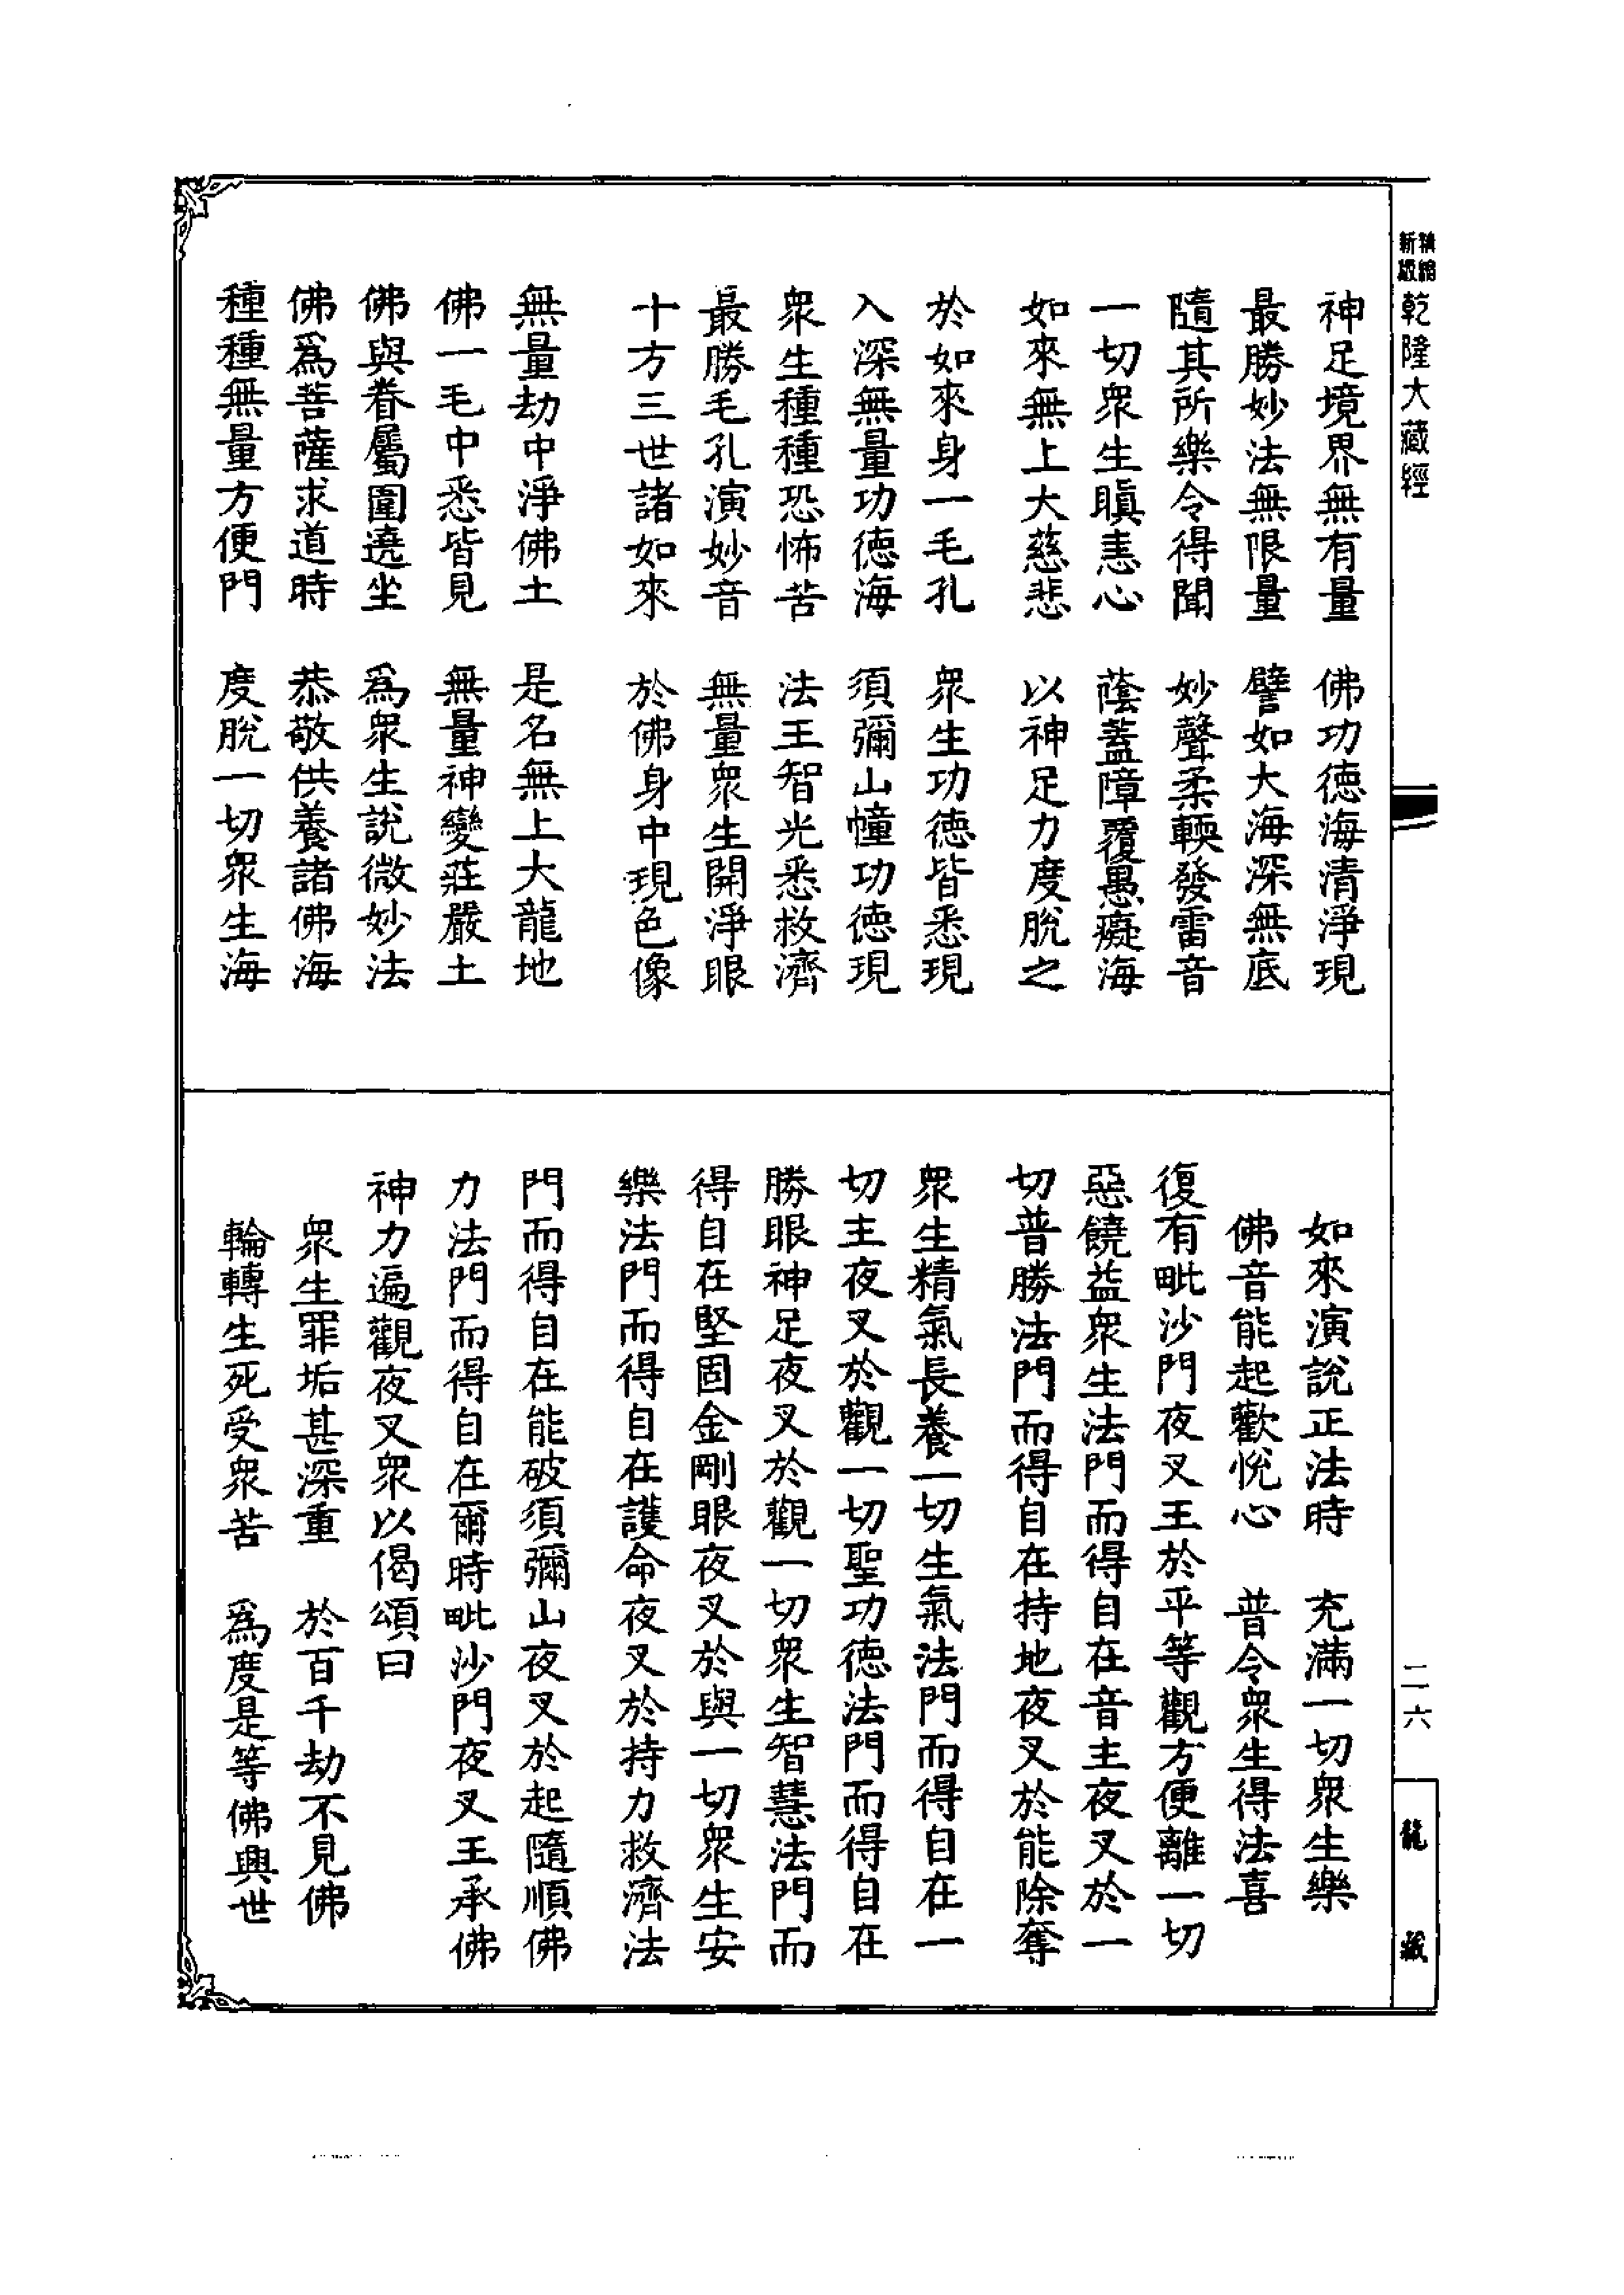 精縮新版乾隆大藏經
神足境界無有量　佛功德海清淨現
最勝妙法無限量　譬如大海深無底
隨其所樂令得聞　妙聲柔輭發雷音
一切衆生瞋恚心　蔭蓋障覆愚癡海
如來無上大慈悲　以神足力度脫之
於如來身一毛孔　衆生功德皆悉現
入深無量功德海　須彌山幢功德現
衆生種種恐怖苦　法王智光悉救濟
最勝毛孔演妙音　無量衆生開淨眼
十方三世諸如來　於佛身中現色像
無量劫中淨佛土　是名無上大龍地
佛一毛中悉皆見　無量神變莊嚴土
佛與眷屬圍遶坐　爲衆生說微妙法
佛爲菩薩求道時　恭敬供養諸佛海
種種無量方便門　度脫一切衆生海
如來演說正法時　充滿一切衆生樂
佛音能起歡悅心　普令衆生得法喜
復有毗沙門夜叉王於平等觀方便離一切
惡饒益衆生法門而得自在音主夜叉於一
切普勝法門而得自在持地夜叉於能除奪
衆生精氣長養一切生氣法門而得自在一
切主夜叉於觀一切聖功德法門而得自在
勝眼神足夜叉於觀一切衆生智慧法門而
得自在堅固金剛眼夜叉於與一切衆生安
樂法門而得自在護命夜叉於持力救濟法
門而得自在能破須彌山夜叉於起隨順佛
力法門而得自在爾時毗沙門夜叉王承佛
神力遍觀夜叉衆以偈頌曰
衆生罪垢甚深重　於百千劫不見佛
輪轉生死受衆苦　爲度是等佛興世
二六
龍藏